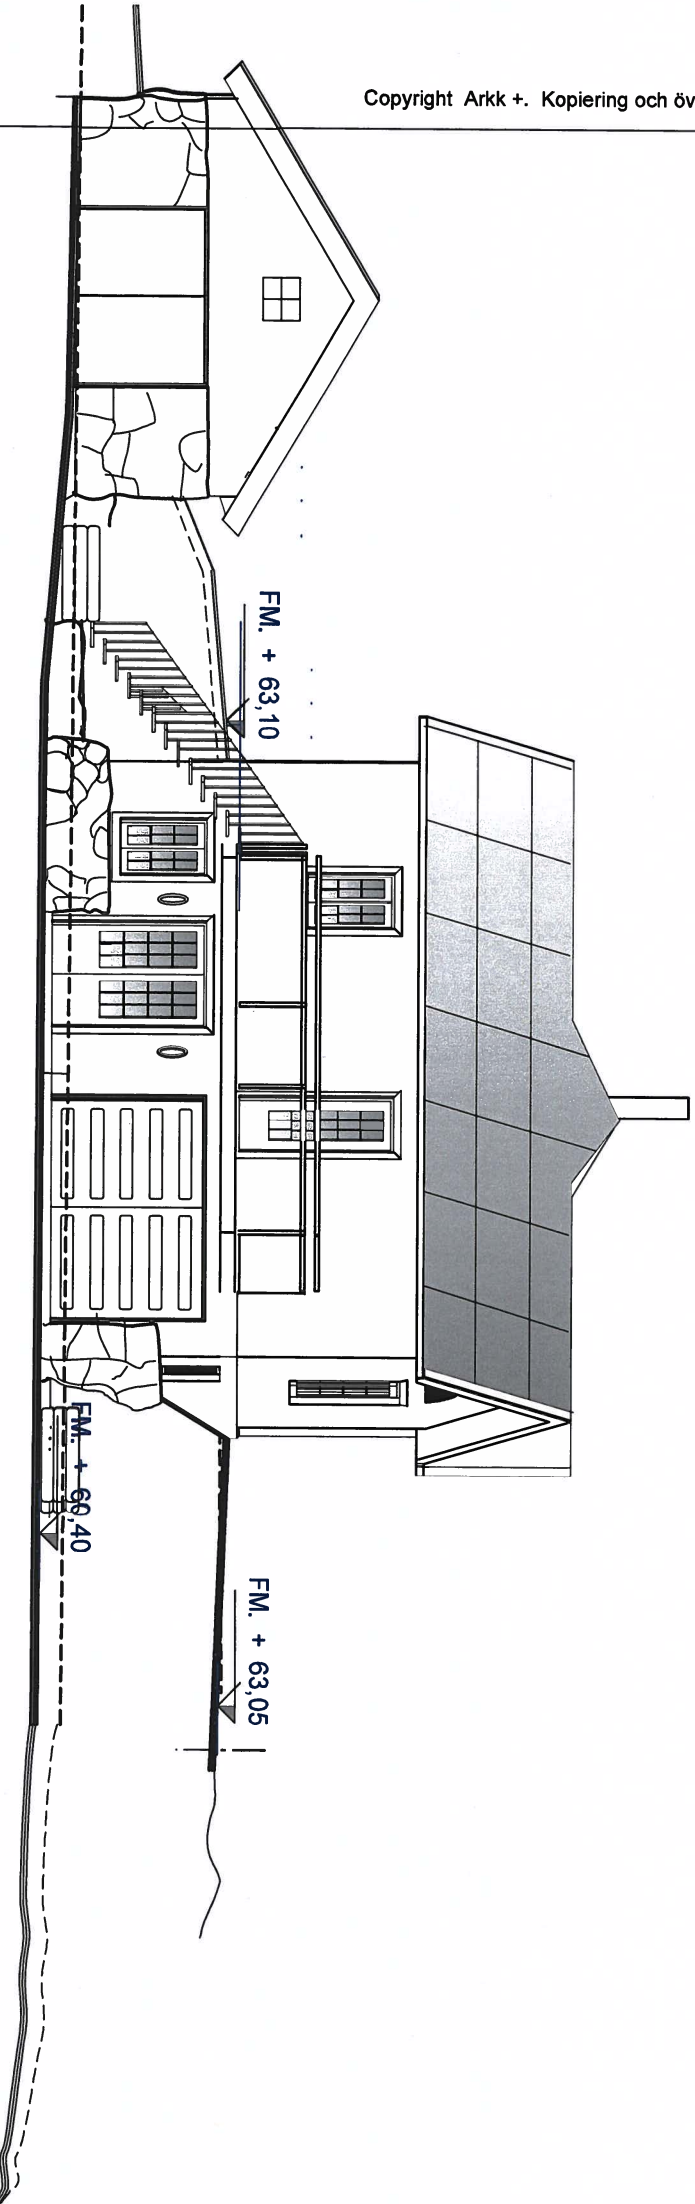 Copyright Arkk +. Kopiering och öv
FM. + 63,10
FM. + 60,40
FM. + 63,05